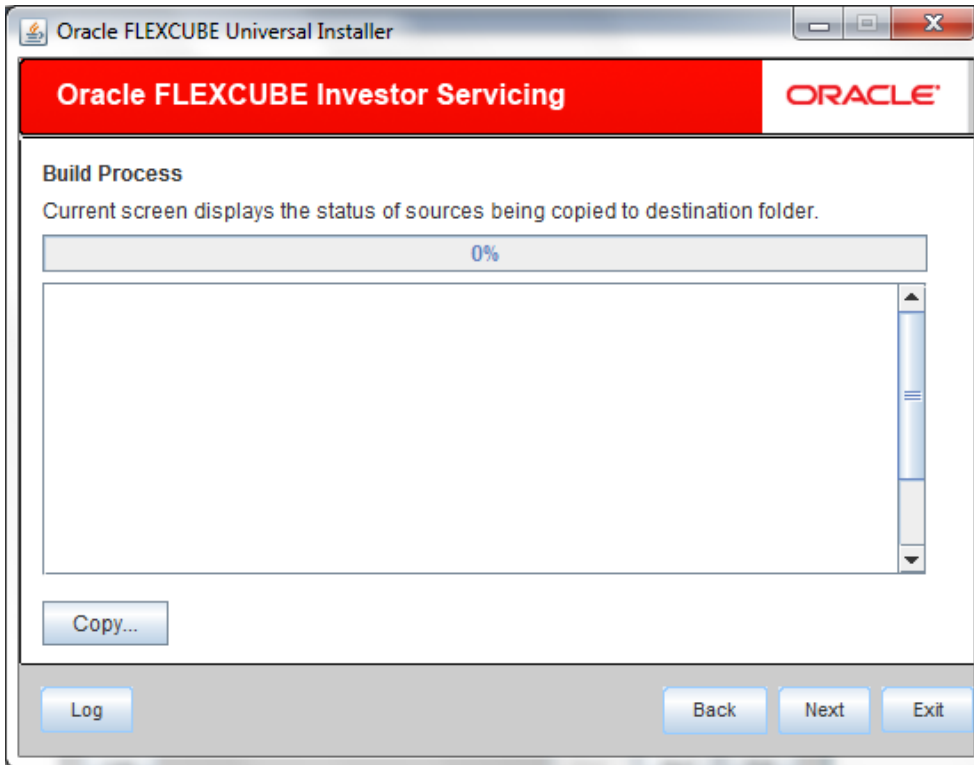 Oracle FLEXCUBE Universal Installer
Oracle FLEXCUBE Investor Servicing
ORACLE
Build Process
Current screen displays the status of sources being copied to destination folder.
0%
Copy...
Log
Back
Next
Exit